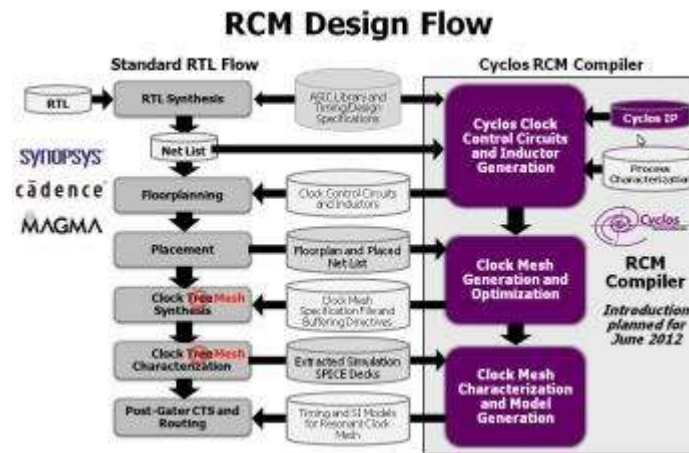 RCM Design Flow
Standard RTL Flow
Cyclos RCM Compiler
RTL
RTL Synthesis
ASIC Library and
Timing/Design
Specifications
Cyclos Clock
Control Circuits
and Inductor
Generation
Cyclos IP
Net List
SYNOPSYS
cādence
MAGMA
Floorplanning
Clock Control Circuits
and Inductors
Process
Characterization
Cyclos
Placement
Floorplan and Placed
Net List
Clock Mesh
Generation and
Optimization
RCM
Compiler
Introduction
planned for
June 2012
Clock Tree Mesh
Synthesis
Clock Mesh
Specification File and
Buffering Directives
Clock Tree Mesh
Characterization
Extracted Simulation
SPICE Decks
Clock Mesh
Characterization
and Model
Generation
Post-Gater CTS and
Routing
Timing and SI Models
for Resonant Clock
Mesh